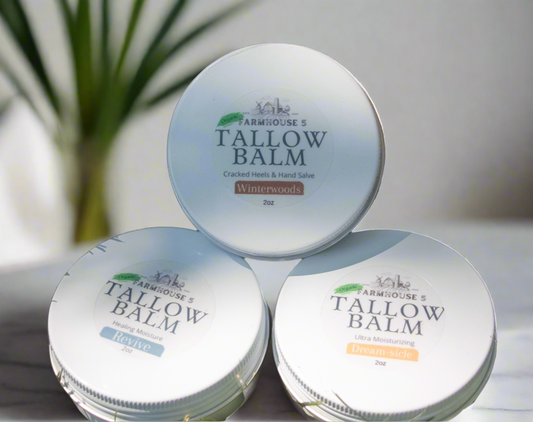 FARMHOUSE 5
TALLOW
BALM
Cracked Heels & Hand Salve
Winterwoods
2oz
FARMHOUSE 5
TALLOW
BALM
Healing Moisture
Revive
2oz
FARMHOUSE 5
TALLOW
BALM
Ultra Moisturizing
Dream-sicle
2oz